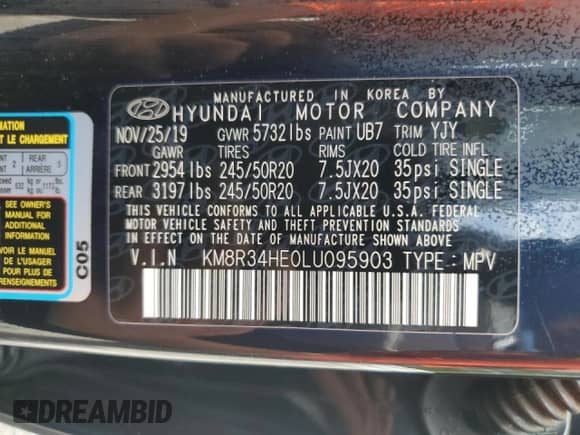 MANUFACTURED IN KOREA BY
HYUNDAI MOTOR COMPANY
NOV/25/19 GVWR 5732lbs PAINT UB7 TRIM YJY
GAWR TIRES RIMS COLD TIRE INFL.
FRONT 2954lbs 245/50R20 7.5JX20 35psi SINGLE
REAR 3197lbs 245/50R20 7.5JX20 35psi SINGLE
THIS VEHICLE CONFORMS TO ALL APPLICABLE U.S.A. FEDERAL
MOTOR VEHICLE SAFETY, BUMPER, AND THEFT PREVENTION STANDARDS
IN EFFECT ON THE DATE OF MANUFACTURE SHOWN ABOVE.
V.I.N KM8R34HE0LU095903 TYPE: MPV
LE CHARGEMENT
2 REAR 5
ARRIÈRE
SEE OWNER'S
MANUAL FOR
ADDITIONAL
INFORMATION
VOIR LE MANUEL
DE L'USAGER
POUR PLUS DE
RENSEIGNEMENTS
C05
DREAMBID